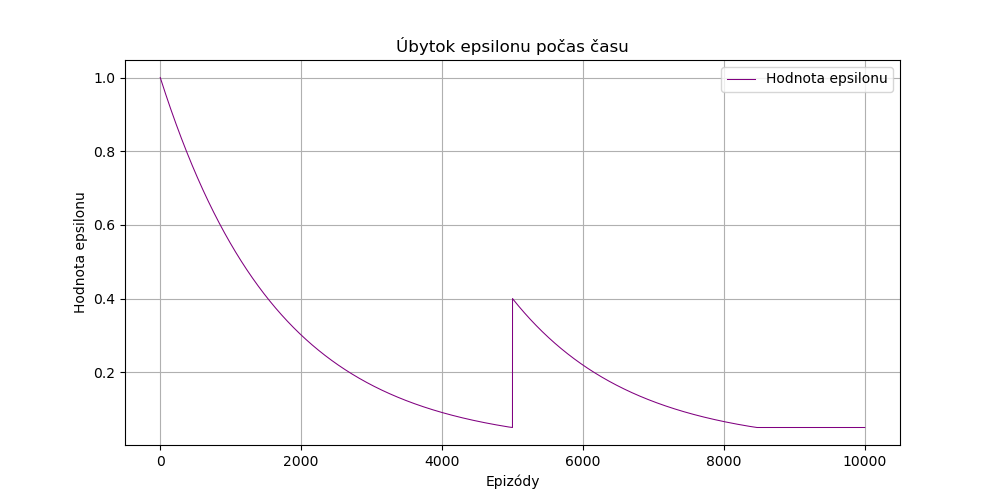 Úbytok epsilonu počas času
Hodnota epsilonu
Hodnota epsilonu
1.0
0.8
0.6
0.4
0.2
0 2000 4000 6000 8000 10000
Epizódy